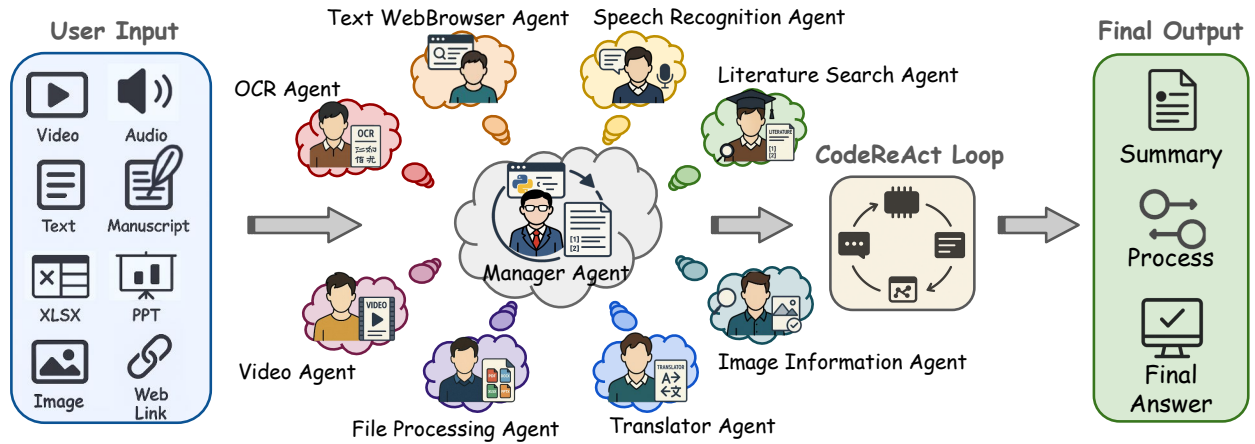 User Input
Video
Audio
Text
Manuscript
XLSX
PPT
Image
Web
Link
Text WebBrowser Agent
Speech Recognition Agent
OCR Agent
OCR
Literature Search Agent
LITERATURE
[1]
[2]
Manager Agent
[1]
[2]
Video Agent
VIDEO
File Processing Agent
PDF
Translator Agent
TRANSLATOR
A
文
Image Information Agent
CodeReAct Loop
Final Output
Summary
Process
Final
Answer